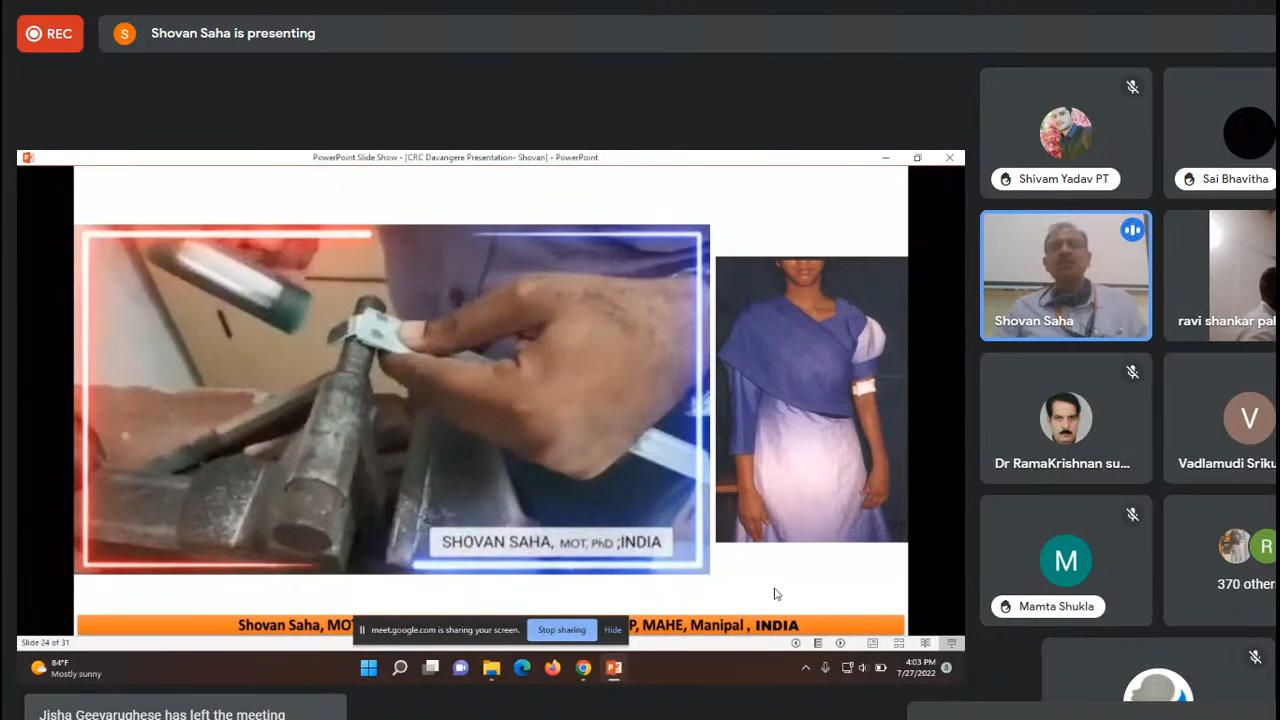 REC
S
Shovan Saha is presenting
PowerPoint Slide Show - [CRC Davangere Presentation- Shovan] - PowerPoint
SHOVAN SAHA, MOT, PhD ;INDIA
Shovan Saha, MOT
P, MAHE, Manipal , INDIA
meet.google.com is sharing your screen.
Stop sharing
Hide
Slide 24 of 31
84°F
Mostly sunny
4:03 PM
7/27/2022
8
Jisha Geevarughese has left the meeting
Shivam Yadav PT
Sai Bhavitha
Shovan Saha
ravi shankar pal
Dr RamaKrishnan su...
V
Vadlamudi Sriku
M
Mamta Shukla
R
370 other